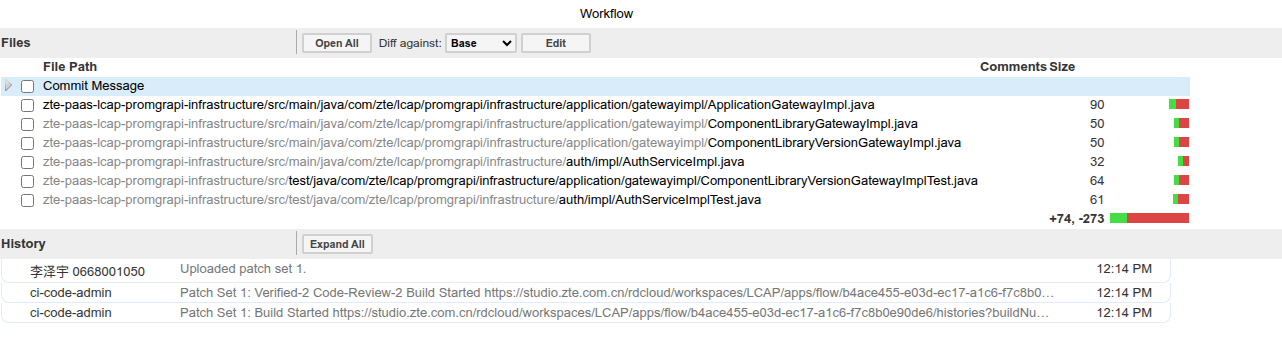 Workflow
Files Open All Diff against: Base Edit
File Path Comments Size
Commit Message
zte-paas-lcap-promgrapi-infrastructure/src/main/java/com/zte/lcap/promgrapi/infrastructure/application/gatewayimpl/ApplicationGatewayImpl.java 90
zte-paas-lcap-promgrapi-infrastructure/src/main/java/com/zte/lcap/promgrapi/infrastructure/application/gatewayimpl/ComponentLibraryGatewayImpl.java 50
zte-paas-lcap-promgrapi-infrastructure/src/main/java/com/zte/lcap/promgrapi/infrastructure/application/gatewayimpl/ComponentLibraryVersionGatewayImpl.java 50
zte-paas-lcap-promgrapi-infrastructure/src/main/java/com/zte/lcap/promgrapi/infrastructure/auth/impl/AuthServiceImpl.java 32
zte-paas-lcap-promgrapi-infrastructure/src/test/java/com/zte/lcap/promgrapi/infrastructure/application/gatewayimpl/ComponentLibraryVersionGatewayImplTest.java 64
zte-paas-lcap-promgrapi-infrastructure/src/test/java/com/zte/lcap/promgrapi/infrastructure/auth/impl/AuthServiceImplTest.java 61
+74, -273
History Expand All
李泽宇 0668001050 Uploaded patch set 1. 12:14 PM
ci-code-admin Patch Set 1: Verified-2 Code-Review-2 Build Started https://studio.zte.com.cn/rdcloud/workspaces/LCAP/apps/flow/b4ace455-e03d-ec17-a1c6-f7c8b0… 12:14 PM
ci-code-admin Patch Set 1: Build Started https://studio.zte.com.cn/rdcloud/workspaces/LCAP/apps/flow/b4ace455-e03d-ec17-a1c6-f7c8b0e90de6/histories?buildNu… 12:14 PM